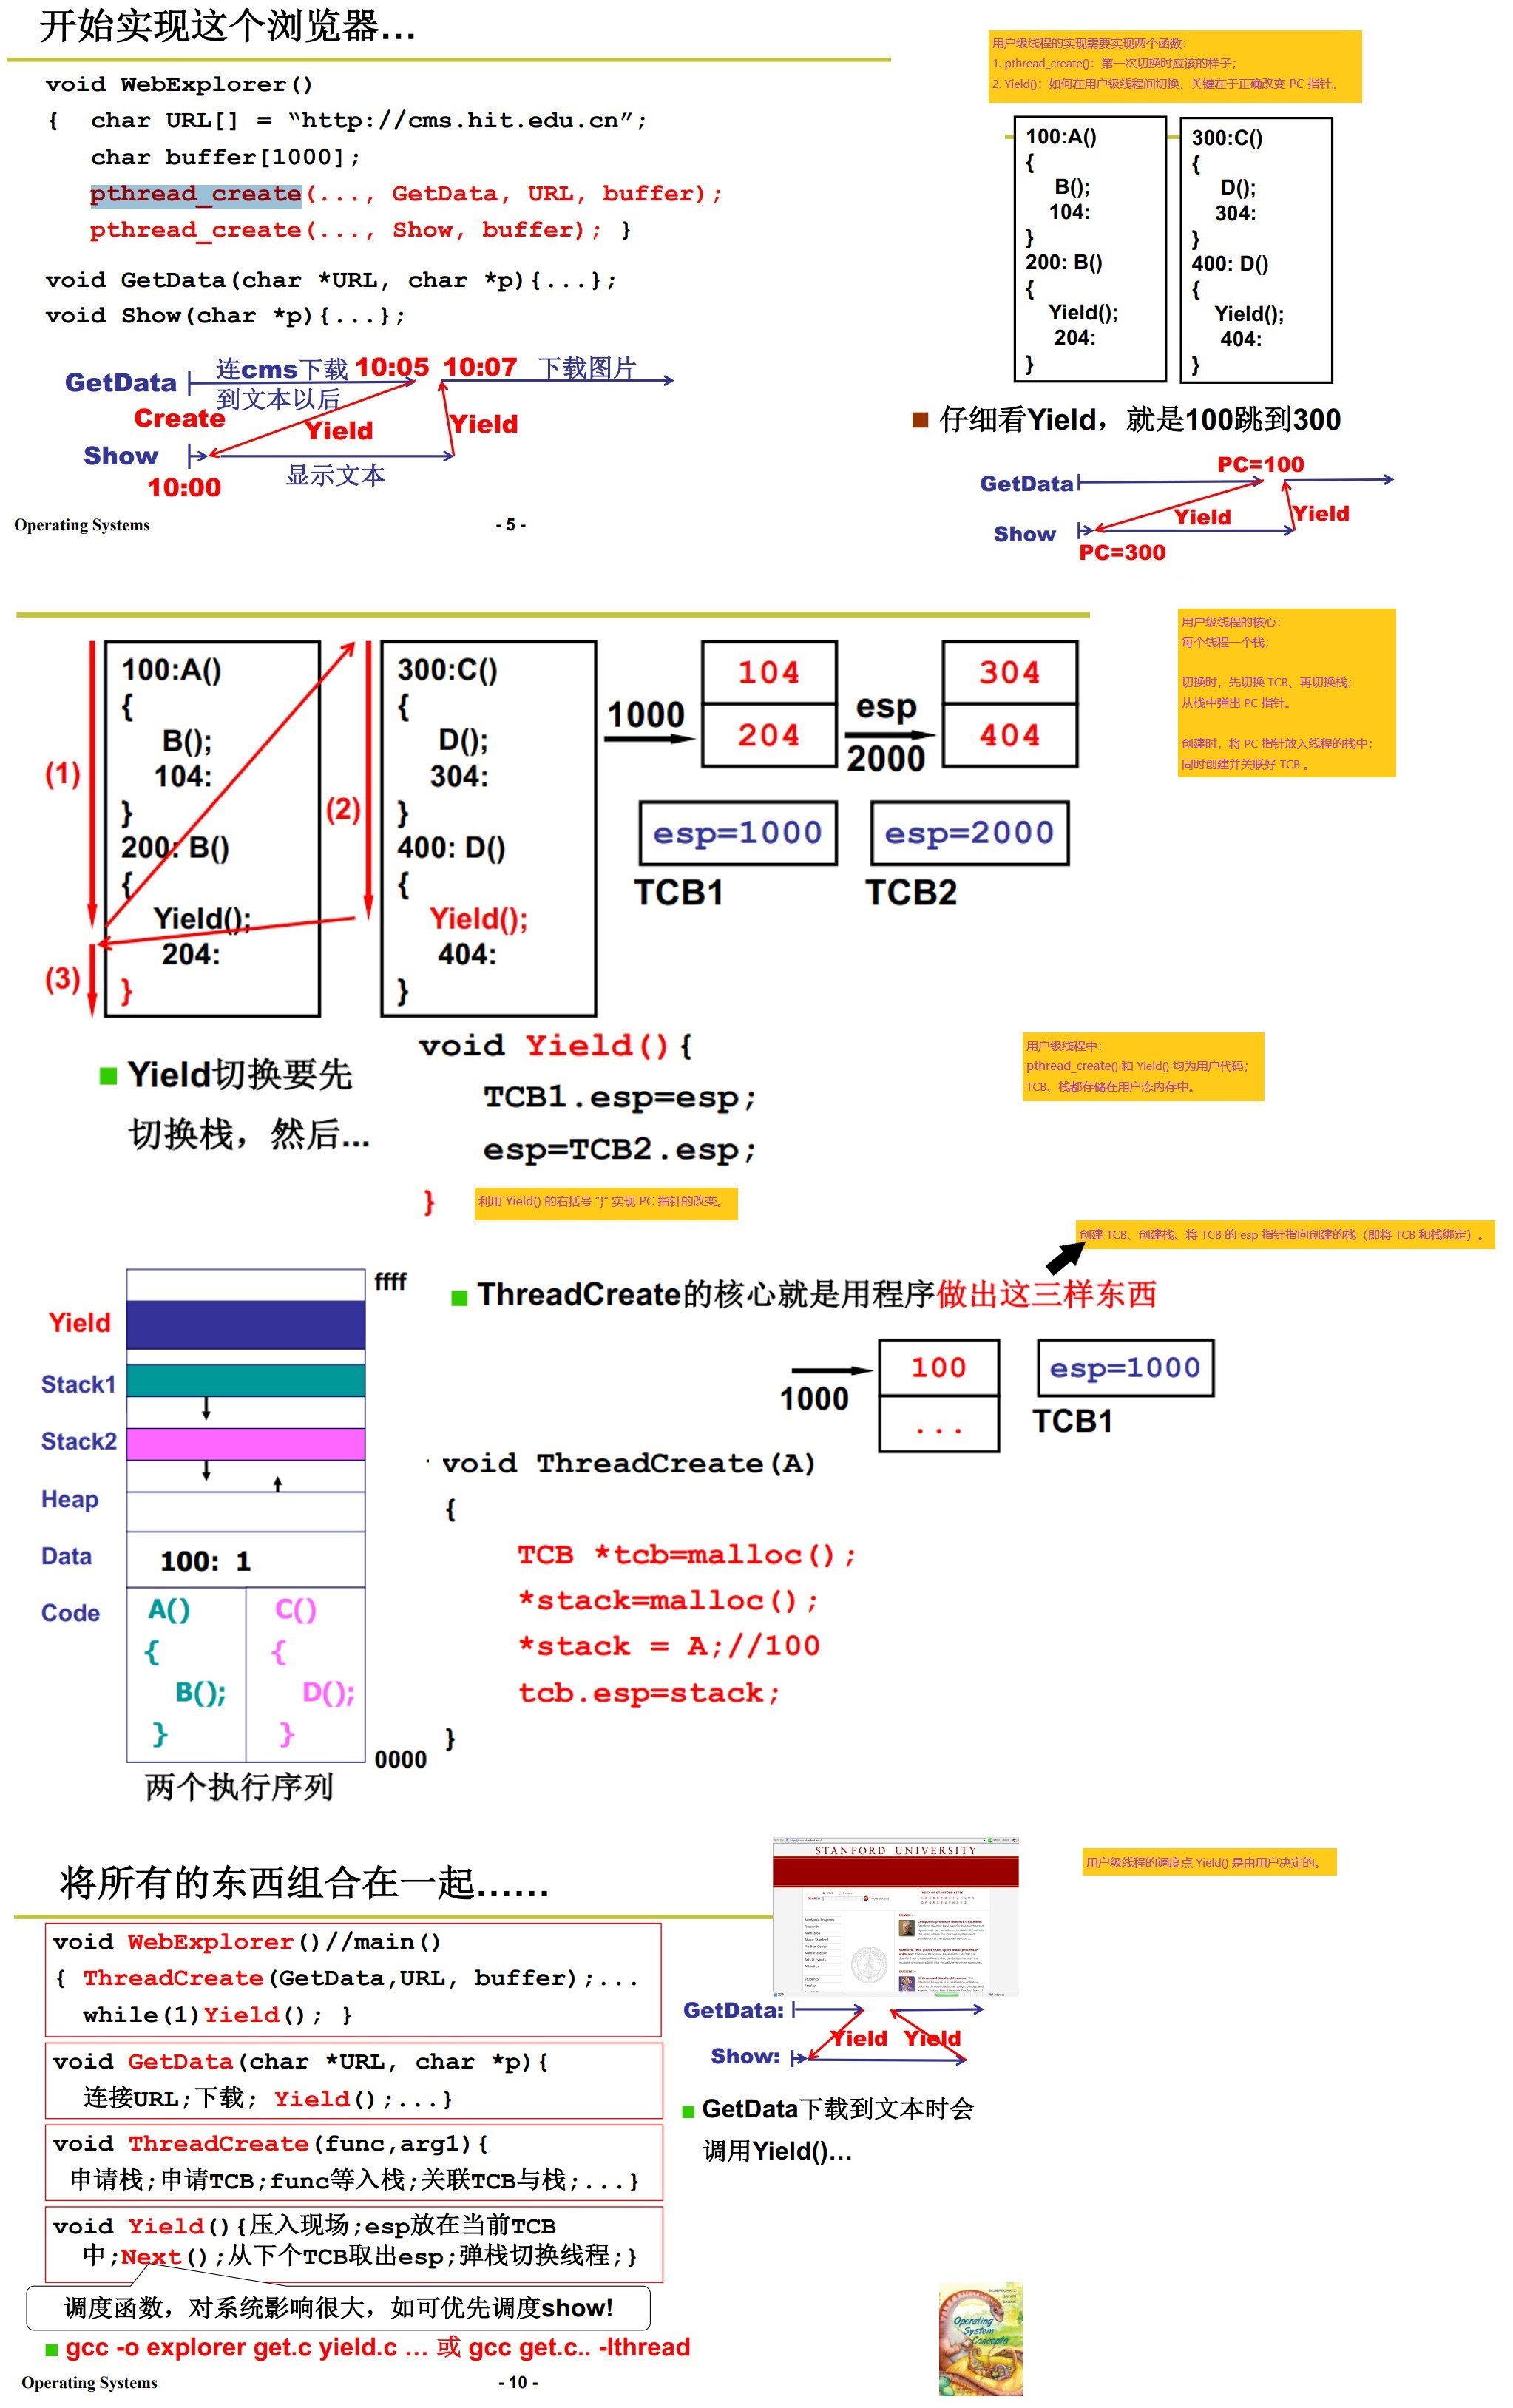 开始实现这个浏览器...
void WebExplorer()
{ char URL[] = “http://cms.hit.edu.cn”;
char buffer[1000];
pthread_create(..., GetData, URL, buffer);
pthread_create(..., Show, buffer); }
void GetData(char *URL, char *p){...};
void Show(char *p){...};
GetData
连cms下载
到文本以后
10:05
10:07
下载图片
Create
Yield
Yield
Show
显示文本
10:00
Operating Systems
- 5 -
用户级线程的实现需要实现两个函数：
1. pthread_create()：第一次切换时应该的样子；
2. Yield()：如何在用户级线程间切换，关键在于正确改变 PC 指针。
100:A()
{
B();
104:
}
200: B()
{
Yield();
204:
}
300:C()
{
D();
304:
}
400: D()
{
Yield();
404:
}
仔细看Yield，就是100跳到300
PC=100
GetData
Yield
Yield
Show
PC=300
(1)
(3)
100:A()
{
B();
104:
}
200: B()
{
Yield();
204:
}
(2)
300:C()
{
D();
304:
}
400: D()
{
Yield();
404:
}
1000
104
204
esp
2000
304
404
esp=1000
TCB1
esp=2000
TCB2
用户级线程的核心：
每个线程一个栈；
切换时，先切换 TCB、再切换栈；
从栈中弹出 PC 指针。
创建时，将 PC 指针放入线程的栈中；
同时创建并关联好 TCB 。
Yield切换要先
切换栈，然后...
void Yield(){
TCB1.esp=esp;
esp=TCB2.esp;
}
利用 Yield() 的右括号 “}” 实现 PC 指针的改变。
用户级线程中：
pthread_create() 和 Yield() 均为用户代码；
TCB、栈都存储在用户态内存中。
创建 TCB、创建栈、将 TCB 的 esp 指针指向创建的栈（即将 TCB 和栈绑定）。
ffff
Yield
Stack1
Stack2
Heap
Data
100: 1
Code
A()
{
B();
}
C()
{
D();
}
0000
两个执行序列
ThreadCreate的核心就是用程序做出这三样东西
1000
100
...
esp=1000
TCB1
void ThreadCreate(A)
{
TCB *tcb=malloc();
*stack=malloc();
*stack = A;//100
tcb.esp=stack;
}
将所有的东西组合在一起......
void WebExplorer()//main()
{ ThreadCreate(GetData,URL, buffer);...
while(1)Yield(); }
void GetData(char *URL, char *p){
连接URL;下载; Yield();...}
void ThreadCreate(func,arg1){
申请栈;申请TCB;func等入栈;关联TCB与栈;...}
void Yield(){压入现场;esp放在当前TCB
中;Next();从下个TCB取出esp;弹栈切换线程;}
调度函数，对系统影响很大，如可优先调度show!
gcc -o explorer get.c yield.c ... 或 gcc get.c.. -lthread
Operating Systems
- 10 -
STANFORD UNIVERSITY
GetData:
Yield
Yield
Show:
GetData下载到文本时会
调用Yield()...
用户级线程的调度点 Yield() 是由用户决定的。
Operating
System
Concepts